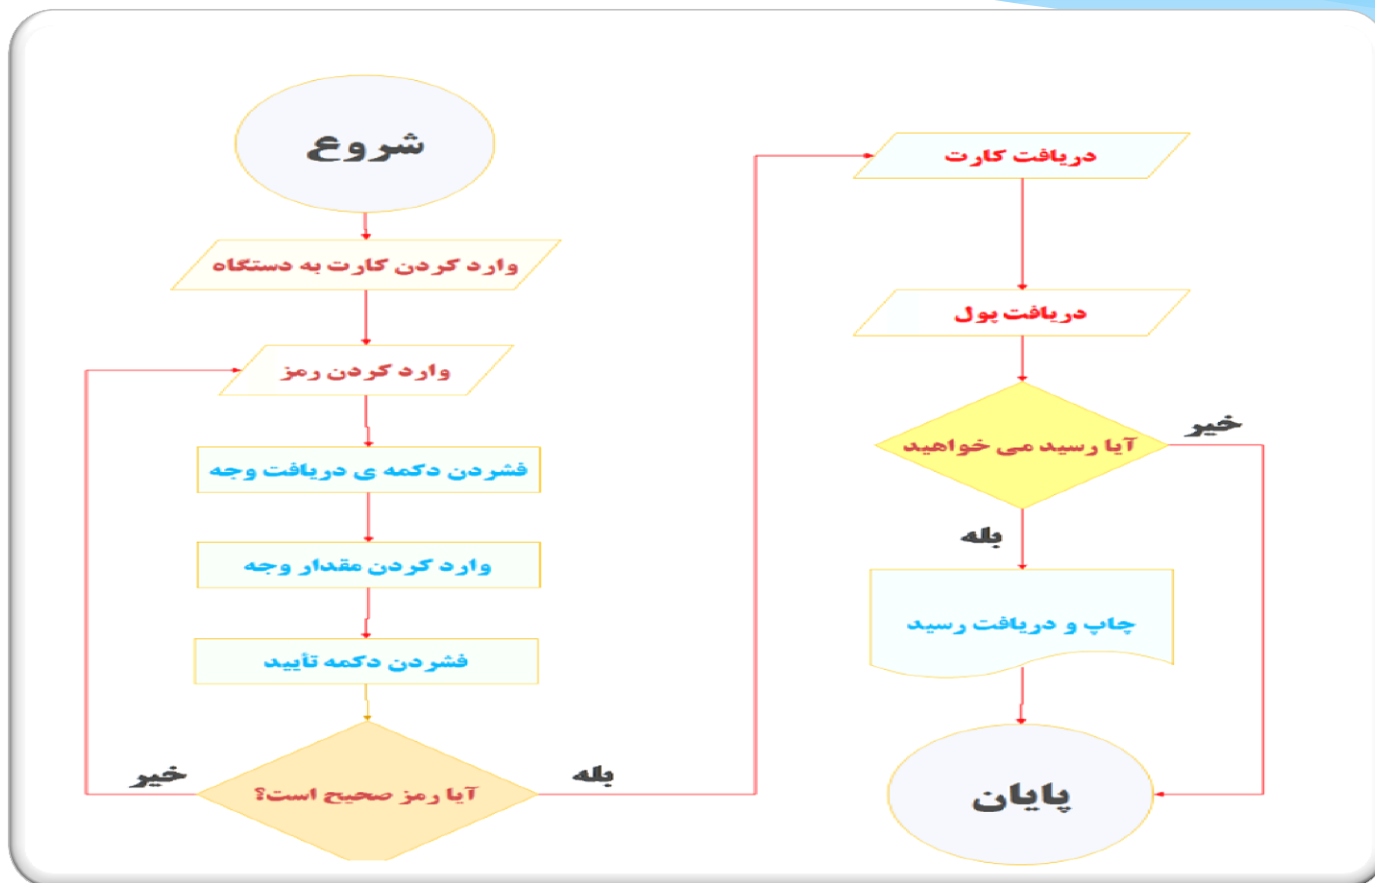 شروع
وارد کردن کارت به دستگاه
وارد کردن رمز
فشردن دکمه ی دریافت وجه
وارد کردن مقدار وجه
فشردن دکمه تأیید
آیا رمز صحیح است؟
خیر
بله
دریافت کارت
دریافت پول
آیا رسید می خواهید
خیر
بله
چاپ و دریافت رسید
پایان